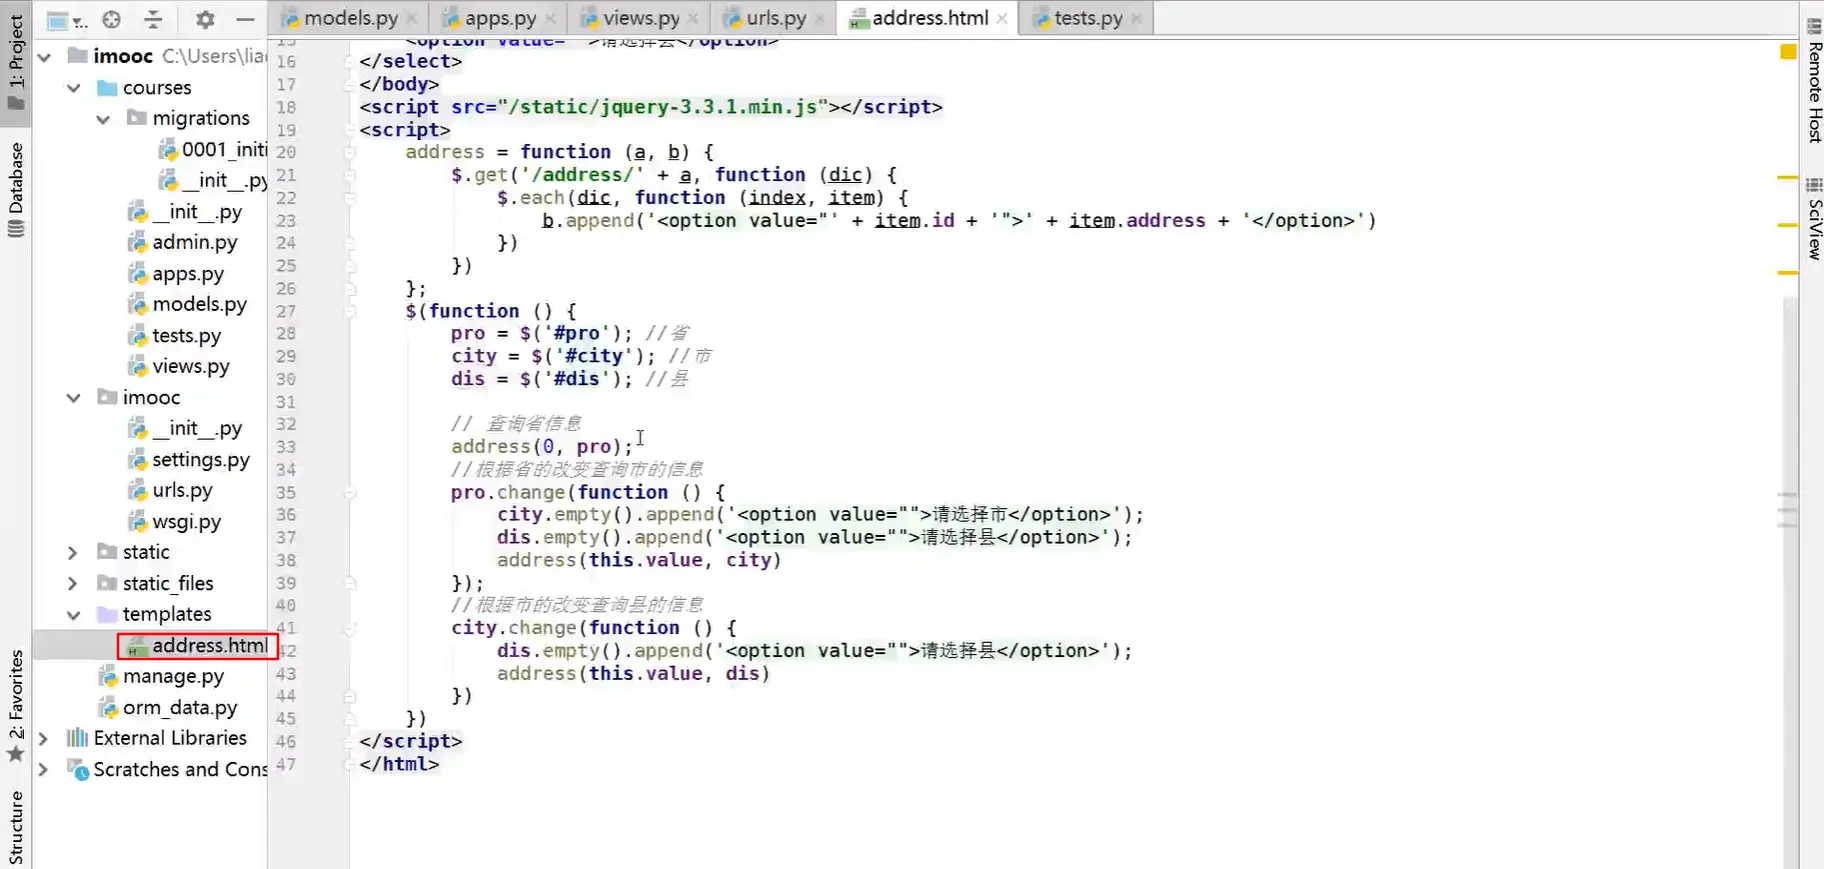 1: Project
Database
2: Favorites
Structure
imooc C:\Users\lia
courses
migrations
0001_initi
__init__.py
__init__.py
admin.py
apps.py
models.py
tests.py
views.py
imooc
__init__.py
settings.py
urls.py
wsgi.py
static
static_files
templates
address.html
manage.py
orm_data.py
External Libraries
Scratches and Cons
models.py
apps.py
views.py
urls.py
address.html
tests.py
15 <option value="">请选择县</option>
16 </select>
17 </body>
18 <script src="/static/jquery-3.3.1.min.js"></script>
19 <script>
20 address = function (a, b) {
21 $.get('/address/' + a, function (dic) {
22 $.each(dic, function (index, item) {
23 b.append('<option value="' + item.id + '">' + item.address + '</option>')
24 })
25 })
26 };
27 $(function () {
28 pro = $('#pro'); //省
29 city = $('#city'); //市
30 dis = $('#dis'); //县
31
32 // 查询省信息
33 address(0, pro);
34 //根据省的改变查询市的信息
35 pro.change(function () {
36 city.empty().append('<option value="">请选择市</option>');
37 dis.empty().append('<option value="">请选择县</option>');
38 address(this.value, city)
39 });
40 //根据市的改变查询县的信息
41 city.change(function () {
42 dis.empty().append('<option value="">请选择县</option>');
43 address(this.value, dis)
44 })
45 })
46 </script>
47 </html>
Remote Host
SciView